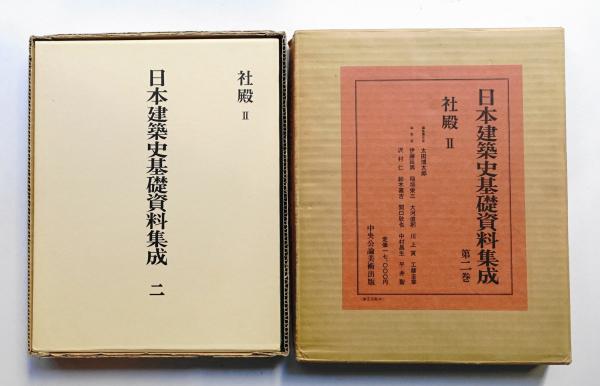 社殿 Ⅱ
日本建築史基礎資料集成 二
日本建築史基礎資料集成 第二巻
社殿 Ⅱ
太田博太郎
伊藤延男 稲垣栄三 大河直躬 川上貢 工藤圭章
沢村仁 鈴木嘉吉 関口欣也 中村昌生 平井聖
定価一七、〇〇〇円
中央公論美術出版